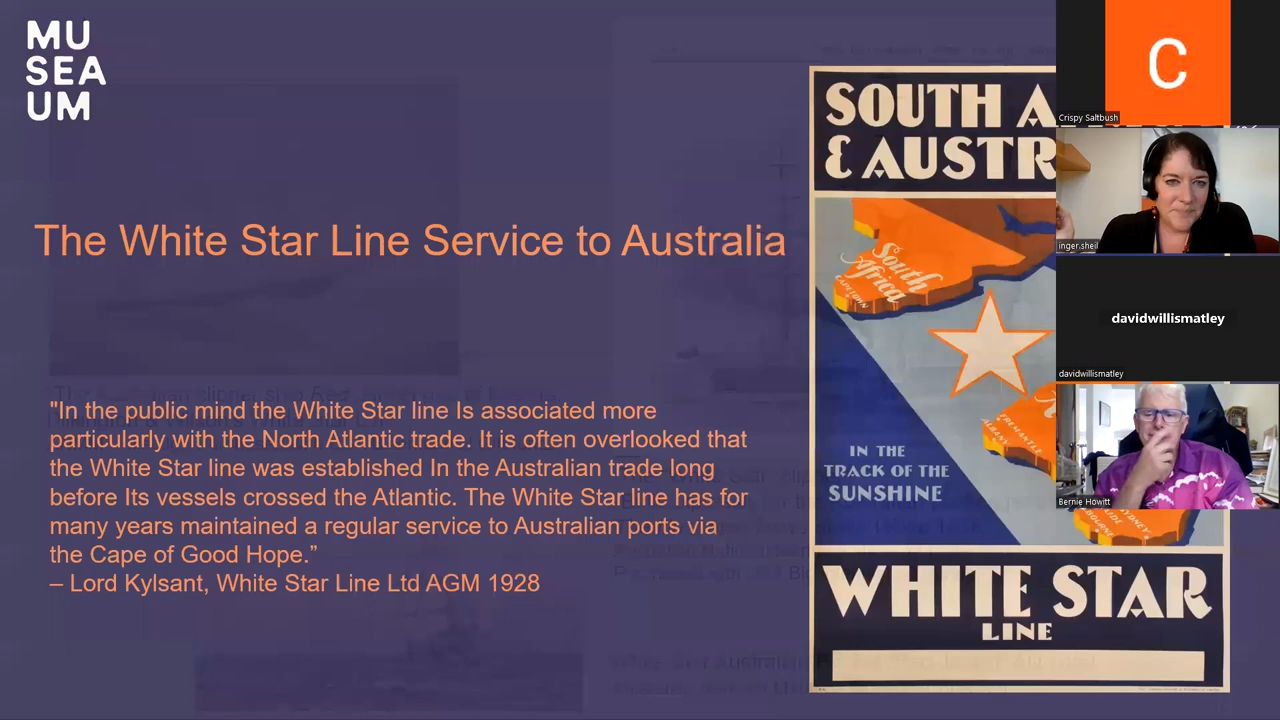 MU
SEA
UM
The White Star Line Service to Australia
"In the public mind the White Star line Is associated more
particularly with the North Atlantic trade. It is often overlooked that
the White Star line was established In the Australian trade long
before Its vessels crossed the Atlantic. The White Star line has for
many years maintained a regular service to Australian ports via
the Cape of Good Hope.”
– Lord Kylsant, White Star Line Ltd AGM 1928
SOUTH
& AUSTR
South
Africa
CAPETOWN
FREMANTLE
IN THE
TRACK OF THE
SUNSHINE
SYDNEY
WHITE STAR
LINE
C
Crispy Saltbush
inger.sheil
davidwillismatley
davidwillismatley
Bernie Howitt